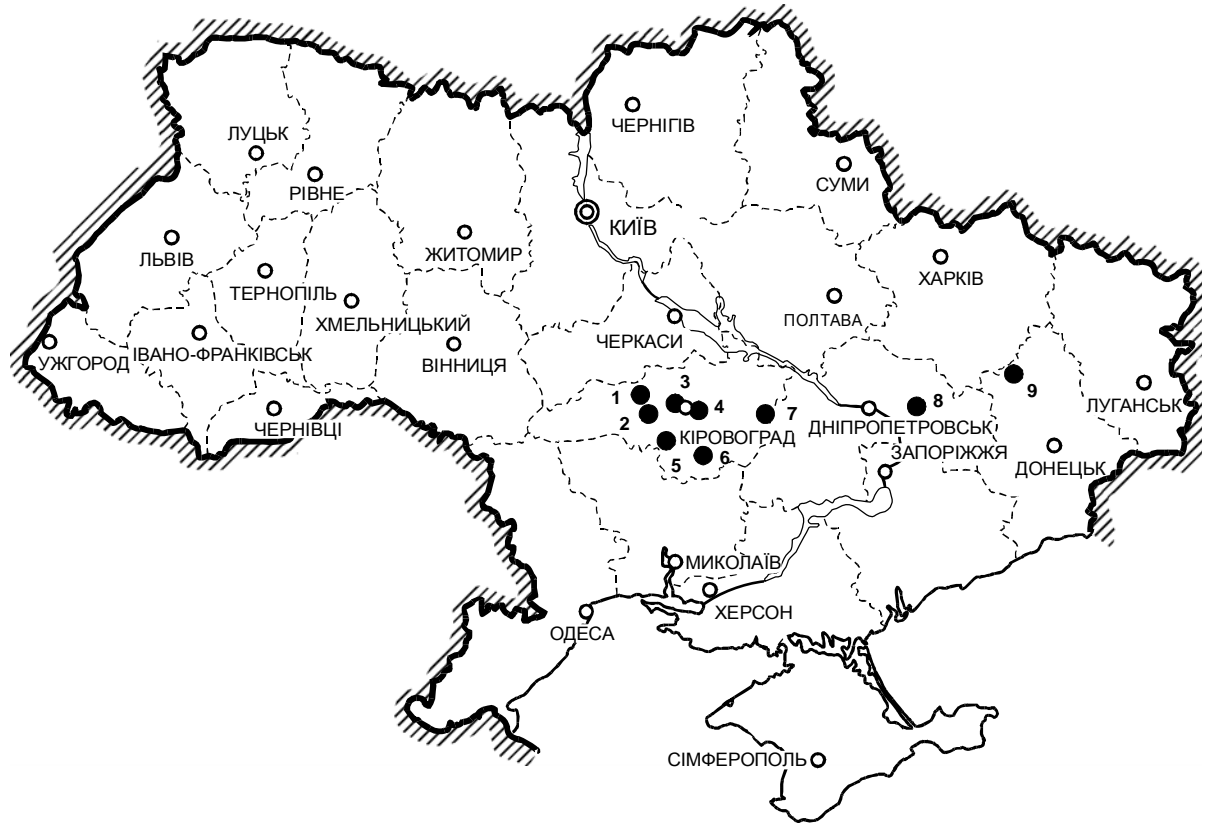 ЧЕРНІГІВ
ЛУЦЬК
СУМИ
РІВНЕ
КИЇВ
ЖИТОМИР
ЛЬВІВ
ХАРКІВ
ТЕРНОПІЛЬ
ПОЛТАВА
ХМЕЛЬНИЦЬКИЙ
ЧЕРКАСИ
УЖГОРОД
ІВАНО-ФРАНКІВСЬК
ВІННИЦЯ
1
3
9
8
ЛУГАНСЬК
2
4
7
ЧЕРНІВЦІ
КІРОВОГРАД
ДНІПРОПЕТРОВСЬК
ЗАПОРІЖЖЯ
5
6
ДОНЕЦЬК
МИКОЛАЇВ
ХЕРСОН
ОДЕСА
СІМФЕРОПОЛЬ